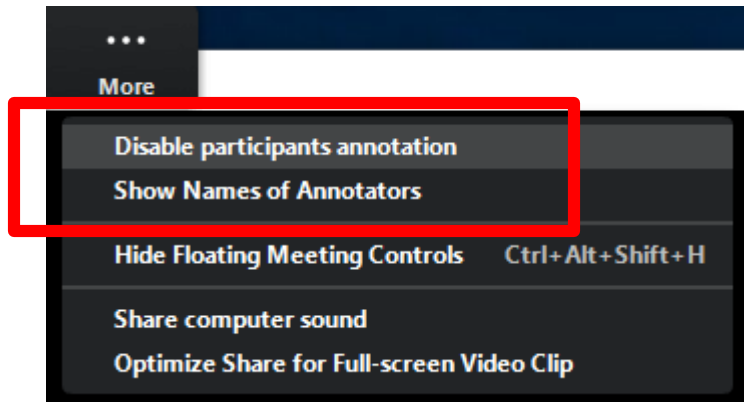 ...
More
Disable participants annotation
Show Names of Annotators
Hide Floating Meeting Controls Ctrl+Alt+Shift+H
Share computer sound
Optimize Share for Full-screen Video Clip